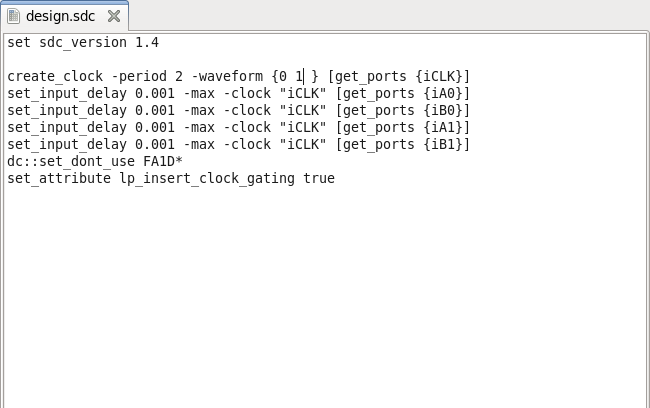 design.sdc
set sdc_version 1.4
create_clock -period 2 -waveform {0 1 } [get_ports {iCLK}]
set_input_delay 0.001 -max -clock "iCLK" [get_ports {iA0}]
set_input_delay 0.001 -max -clock "iCLK" [get_ports {iB0}]
set_input_delay 0.001 -max -clock "iCLK" [get_ports {iA1}]
set_input_delay 0.001 -max -clock "iCLK" [get_ports {iB1}]
dc::set_dont_use FA1D*
set_attribute lp_insert_clock_gating true